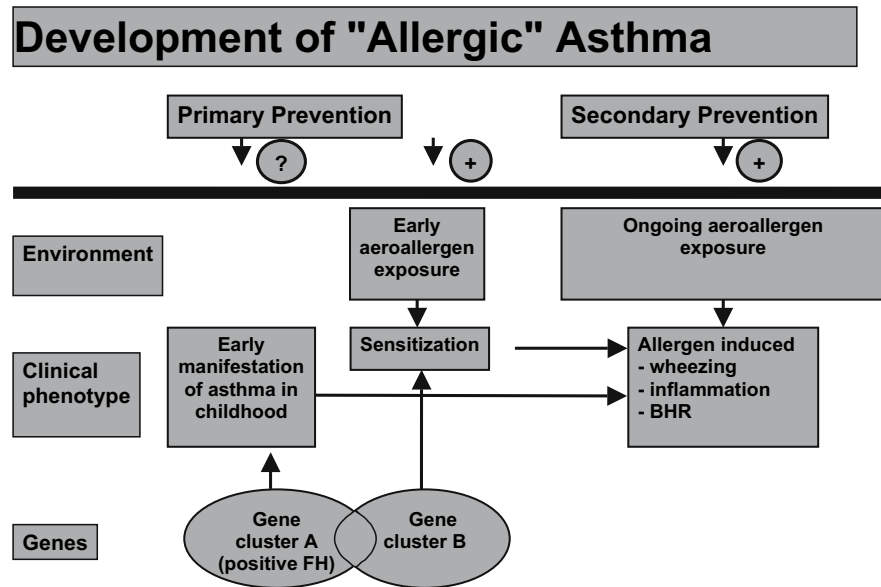 Development of "Allergic" Asthma
Primary Prevention
Secondary Prevention
?
+
+
Environment
Early
aeroallergen
exposure
Ongoing aeroallergen
exposure
Clinical
phenotype
Early
manifestation
of asthma in
childhood
Sensitization
Allergen induced
- wheezing
- inflammation
- BHR
Genes
Gene
cluster A
(positive FH)
Gene
cluster B